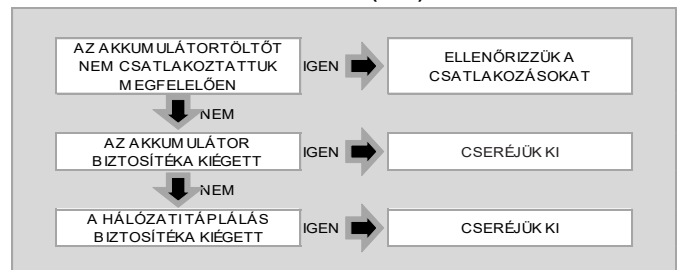 AZ AKKUMULÁTORTÖLTŐT
NEM CSATLAKOZTATTUK
MEGFELELŐEN
IGEN
ELLENŐRIZZÜK A
CSATLAKOZÁSOKAT
NEM
AZ AKKUMULÁTOR
BIZTOSÍTÉKA KIÉGETT
IGEN
CSERÉJÜK KI
NEM
A HÁLÓZATI TÁPLÁLÁS
BIZTOSÍTÉKA KIÉGETT
IGEN
CSERÉJÜK KI